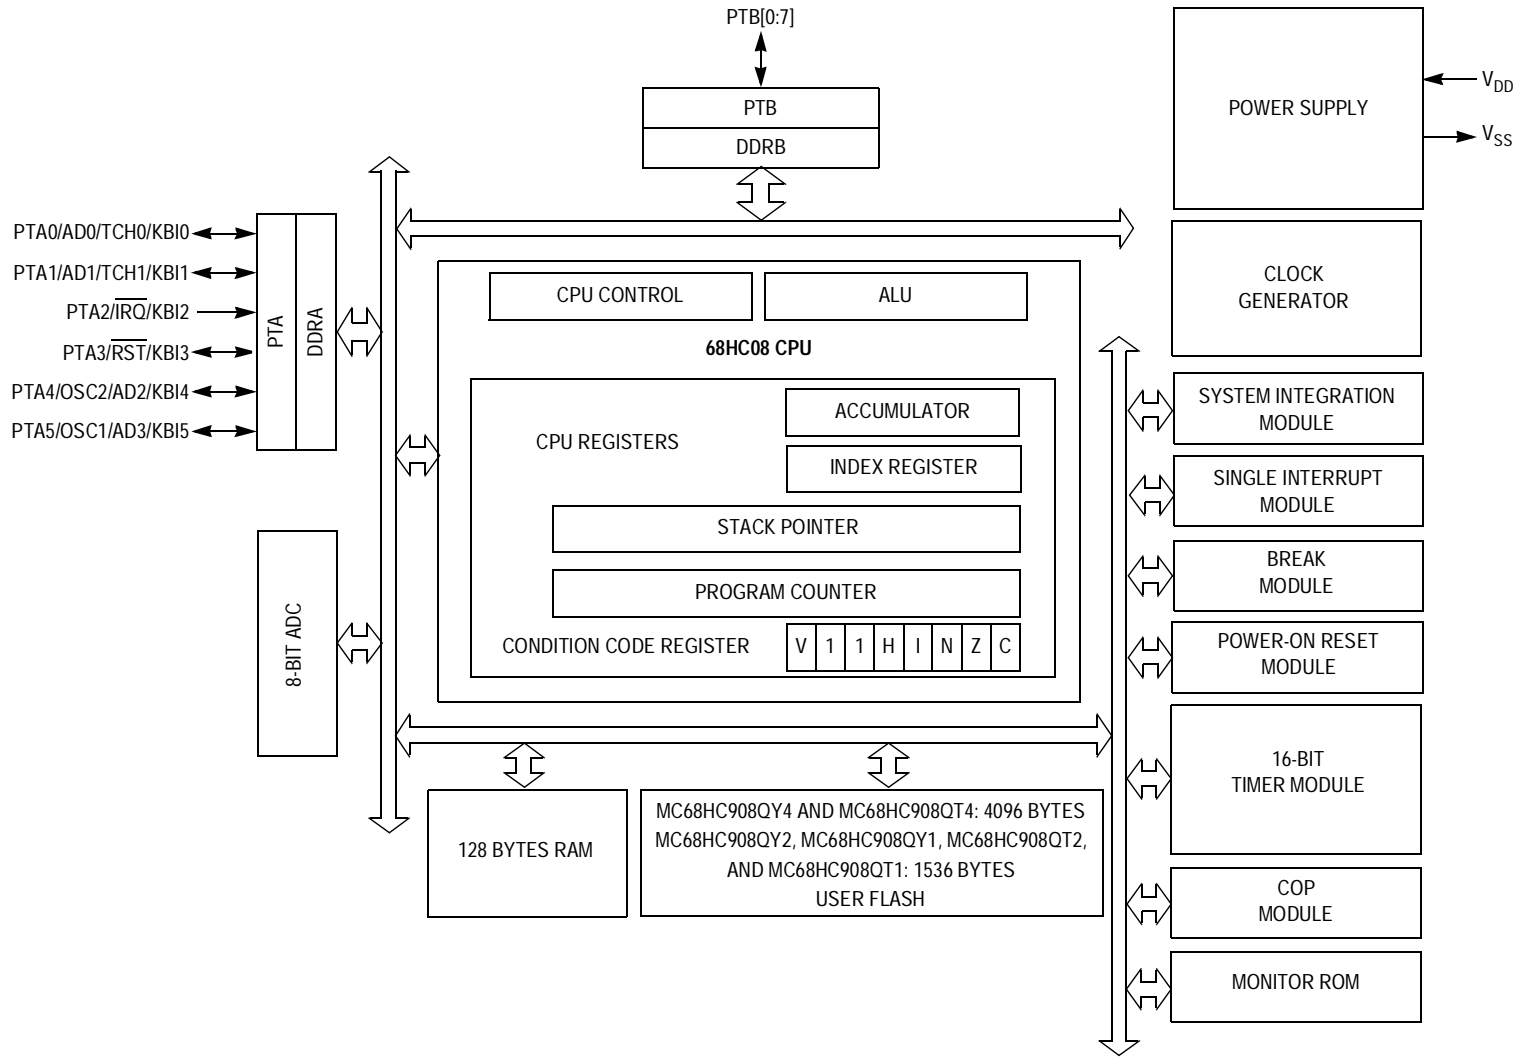 PTB[0:7]
PTB
DDRB
POWER SUPPLY
VDD
VSS
PTA0/AD0/TCH0/KBI0
PTA1/AD1/TCH1/KBI1
PTA2/IRQ/KBI2
PTA3/RST/KBI3
PTA4/OSC2/AD2/KBI4
PTA5/OSC1/AD3/KBI5
PTA
DDRA
8-BIT ADC
CPU CONTROL
ALU
68HC08 CPU
CPU REGISTERS
ACCUMULATOR
INDEX REGISTER
STACK POINTER
PROGRAM COUNTER
CONDITION CODE REGISTER
V 1 1 H I N Z C
128 BYTES RAM
MC68HC908QY4 AND MC68HC908QT4: 4096 BYTES
MC68HC908QY2, MC68HC908QY1, MC68HC908QT2,
AND MC68HC908QT1: 1536 BYTES
USER FLASH
CLOCK
GENERATOR
SYSTEM INTEGRATION
MODULE
SINGLE INTERRUPT
MODULE
BREAK
MODULE
POWER-ON RESET
MODULE
16-BIT
TIMER MODULE
COP
MODULE
MONITOR ROM